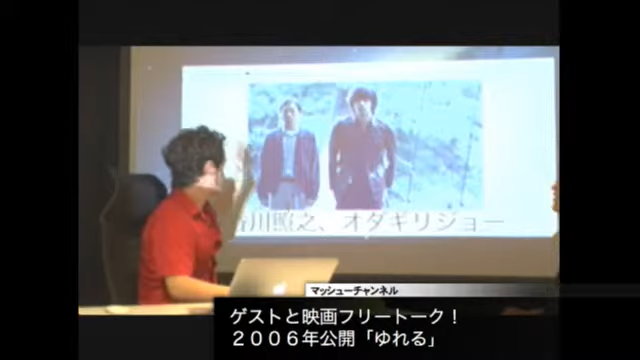 香川照之、オダギリジョー
マッシューチャンネル
ゲストと映画フリートーク！
２００６年公開「ゆれる」